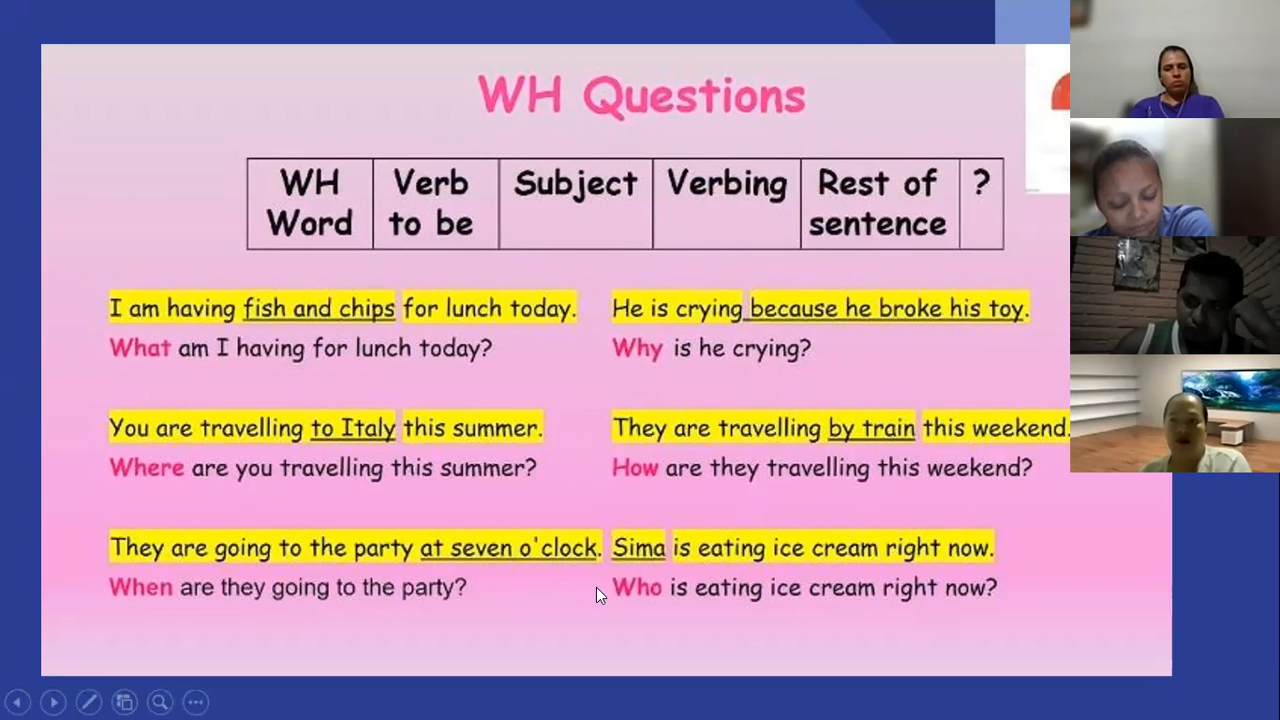 WH Questions
WH Word Verb to be Subject Verbing Rest of sentence ?
I am having fish and chips for lunch today.
What am I having for lunch today?
You are travelling to Italy this summer.
Where are you travelling this summer?
They are going to the party at seven o'clock.
When are they going to the party?
He is crying because he broke his toy.
Why is he crying?
They are travelling by train this weekend.
How are they travelling this weekend?
Sima is eating ice cream right now.
Who is eating ice cream right now?